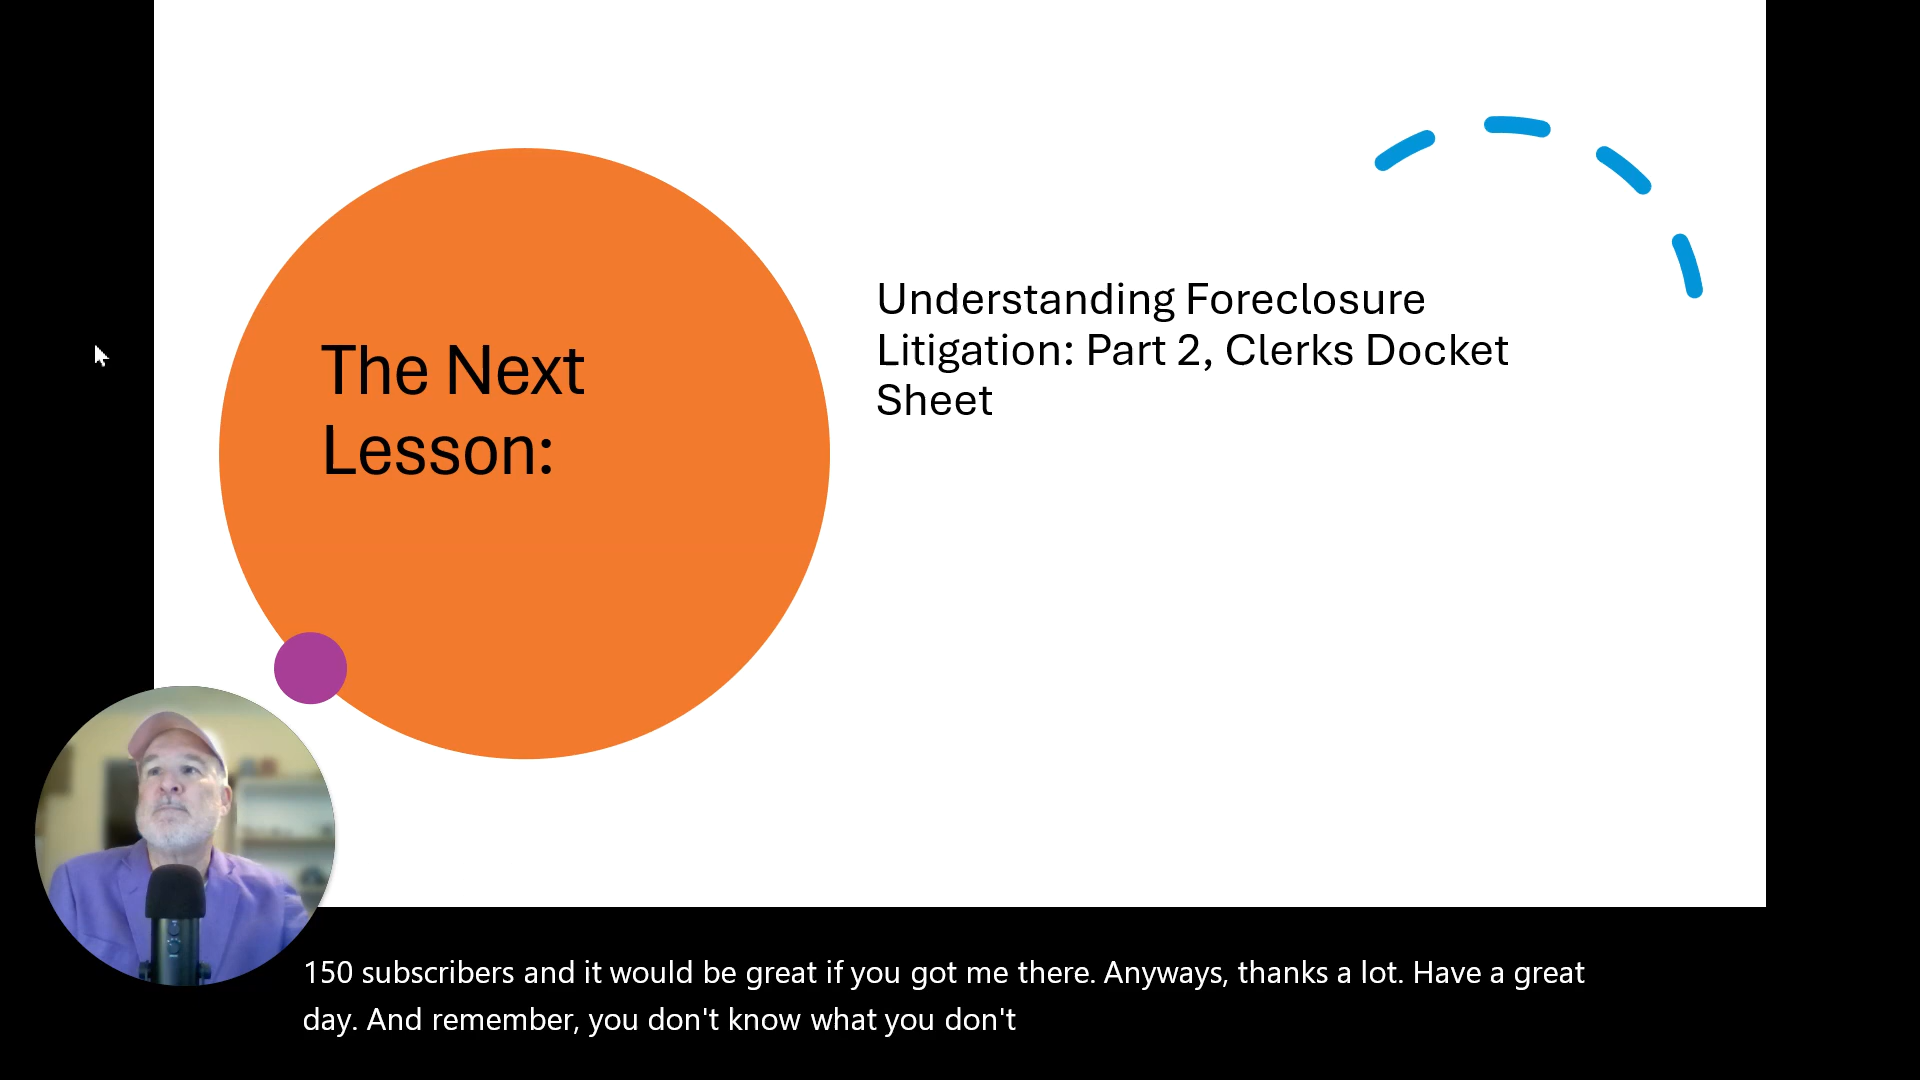 The Next
Lesson:
Understanding Foreclosure
Litigation: Part 2, Clerks Docket
Sheet
150 subscribers and it would be great if you got me there. Anyways, thanks a lot. Have a great
day. And remember, you don't know what you don't